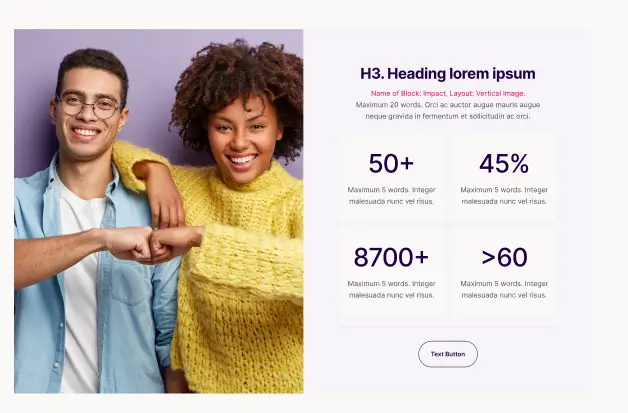 H3. Heading lorem ipsum
Name of Block: Impact, Layout: Vertical Image.
Maximum 20 words. Orci ac auctor augue mauris augue
neque gravida in fermentum et sollicitudin ac orci.
50+
Maximum 5 words. Integer
malesuada nunc vel risus.
45%
Maximum 5 words. Integer
malesuada nunc vel risus.
8700+
Maximum 5 words. Integer
malesuada nunc vel risus.
>60
Maximum 5 words. Integer
malesuada nunc vel risus.
Text Button